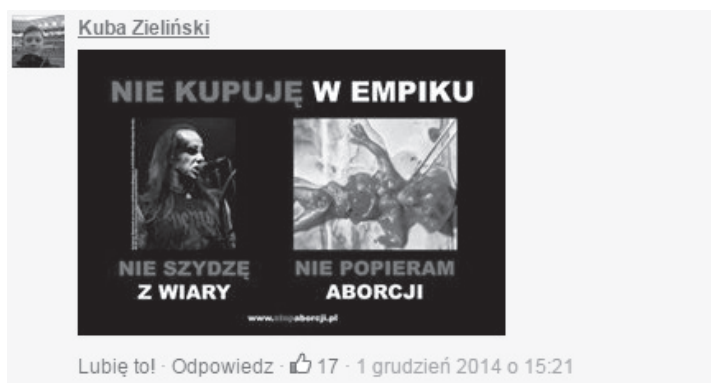 Kuba Zieliński
NIE KUPUJĘ W EMPIKU
NIE SZYDZĘ
Z WIARY
NIE POPIERAM
ABORCJI
www.stopaborcji.pl
Lubię to! · Odpowiedz · 17 · 1 grudzień 2014 o 15:21